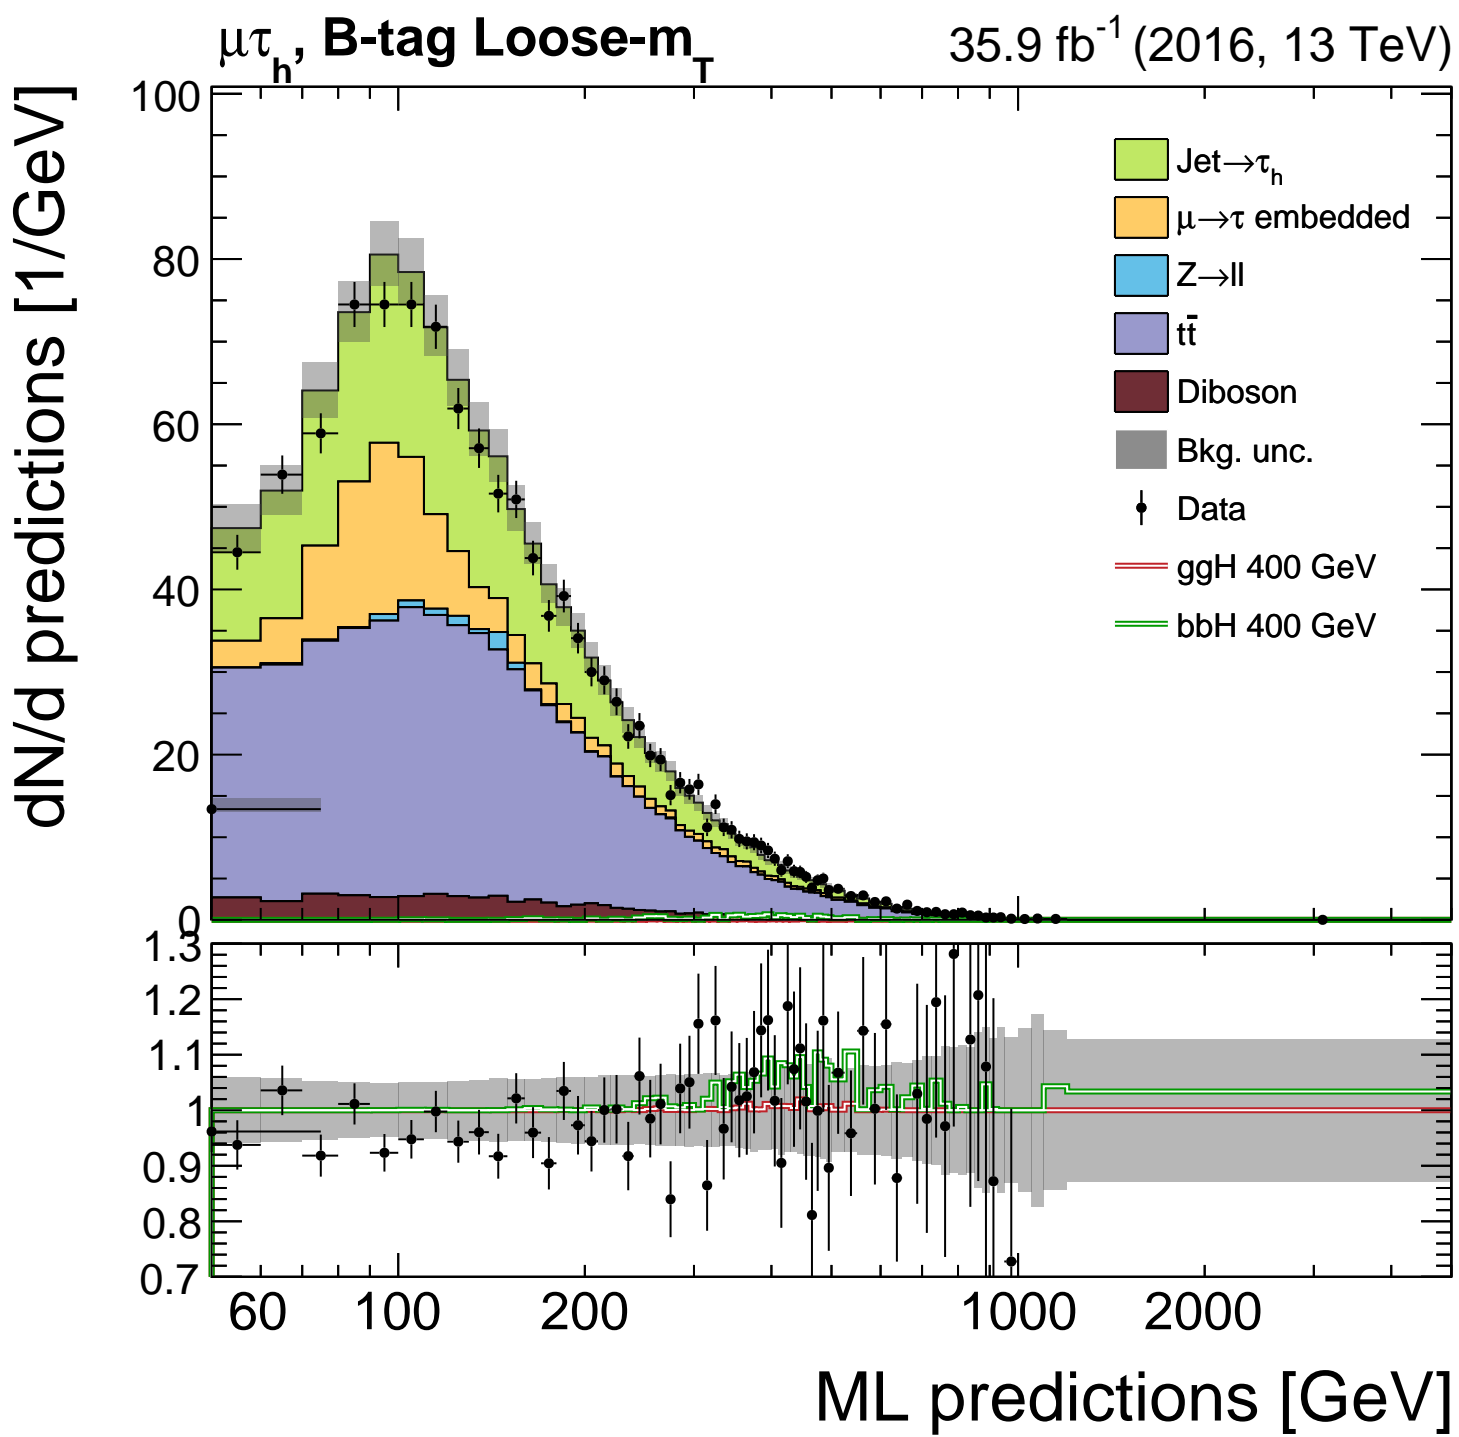 μτh, B-tag Loose-mT
35.9 fb-1 (2016, 13 TeV)
dN/d predictions [1/GeV]
100
80
60
40
20
0
Jet→τh
μ→τ embedded
Z→ll
tt̄
Diboson
Bkg. unc.
Data
ggH 400 GeV
bbH 400 GeV
1.3
1.2
1.1
1
0.9
0.8
0.7
60 100 200 1000 2000
ML predictions [GeV]